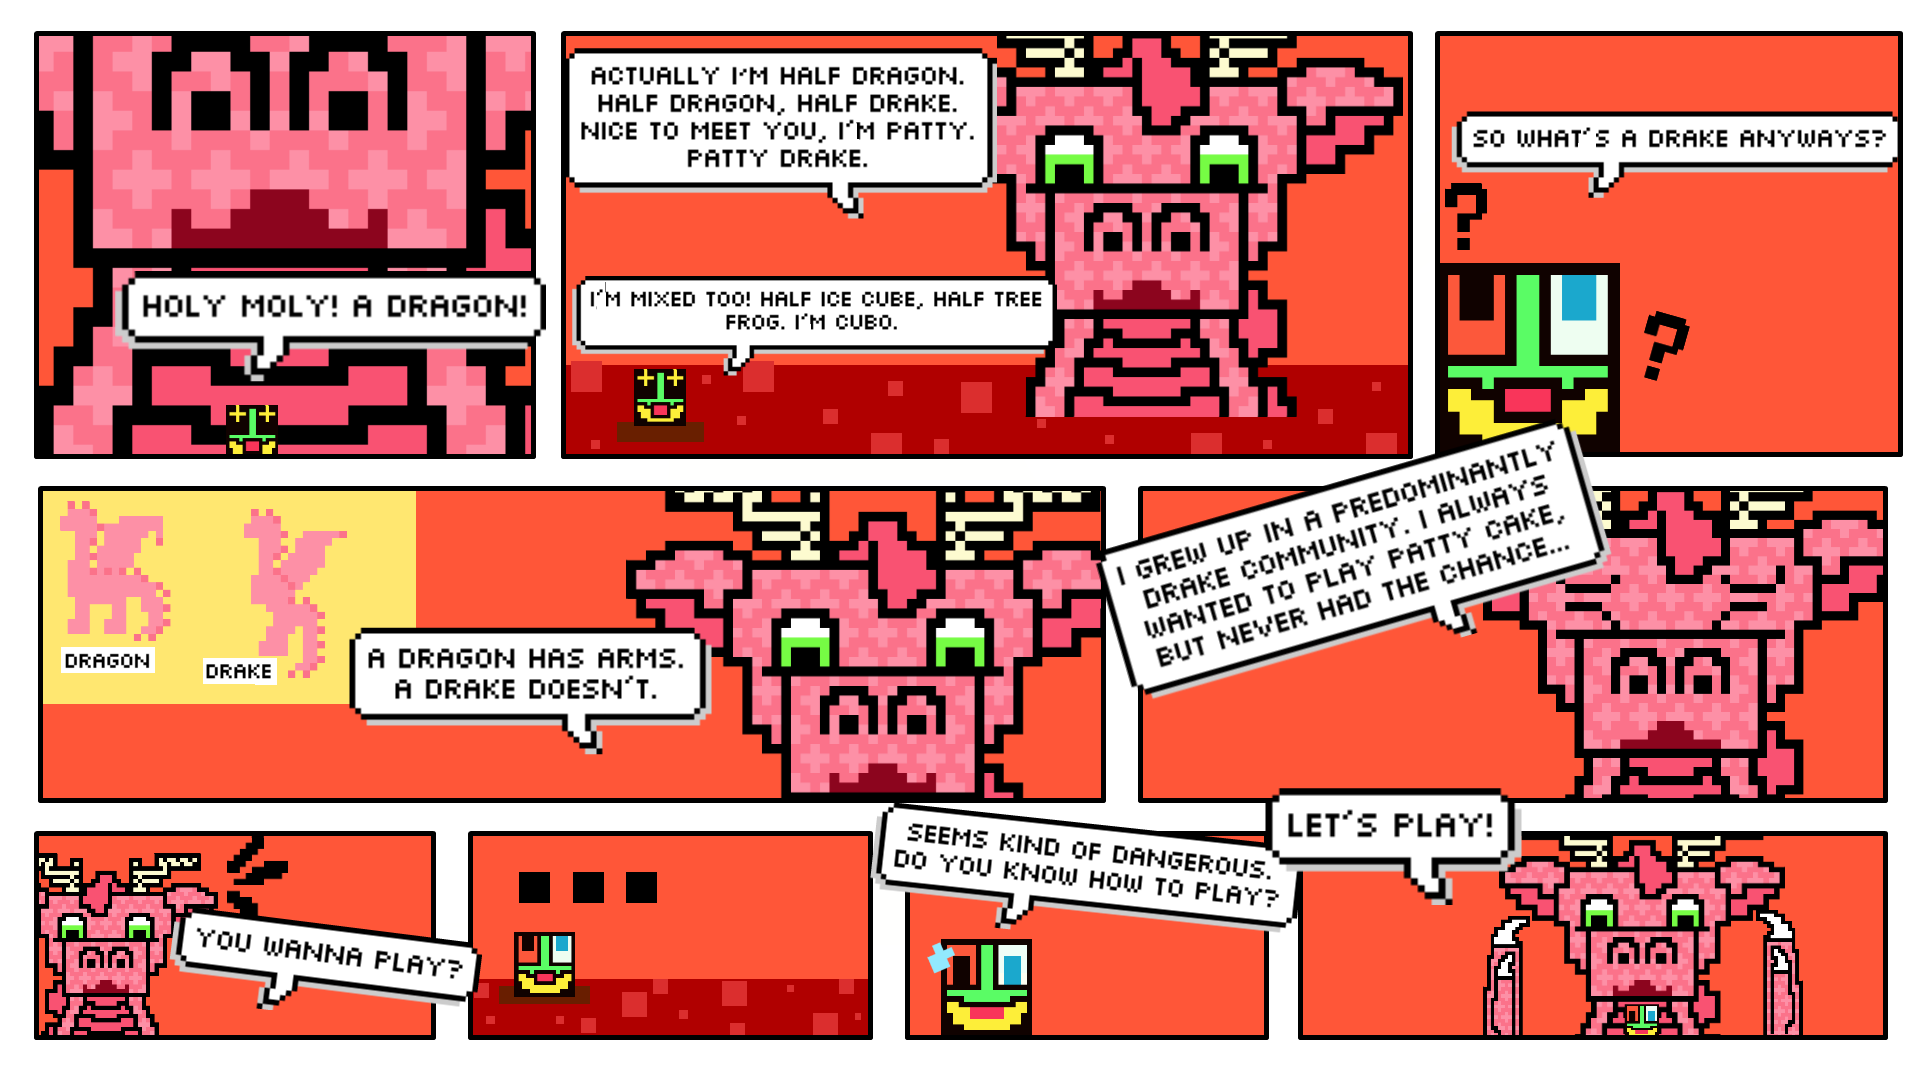 HOLY MOLY! A DRAGON!
ACTUALLY I'M HALF DRAGON.
HALF DRAGON, HALF DRAKE.
NICE TO MEET YOU, I'M PATTY.
PATTY DRAKE.
I'M MIXED TOO! HALF ICE CUBE, HALF TREE
FROG. I'M CUBO.
SO WHAT'S A DRAKE ANYWAYS?
?
?
DRAGON
DRAKE
A DRAGON HAS ARMS.
A DRAKE DOESN'T.
I GREW UP IN A PREDOMINANTLY
DRAKE COMMUNITY. I ALWAYS
WANTED TO PLAY PATTY CAKE,
BUT NEVER HAD THE CHANCE...
YOU WANNA PLAY?
SEEMS KIND OF DANGEROUS.
DO YOU KNOW HOW TO PLAY?
LET'S PLAY!